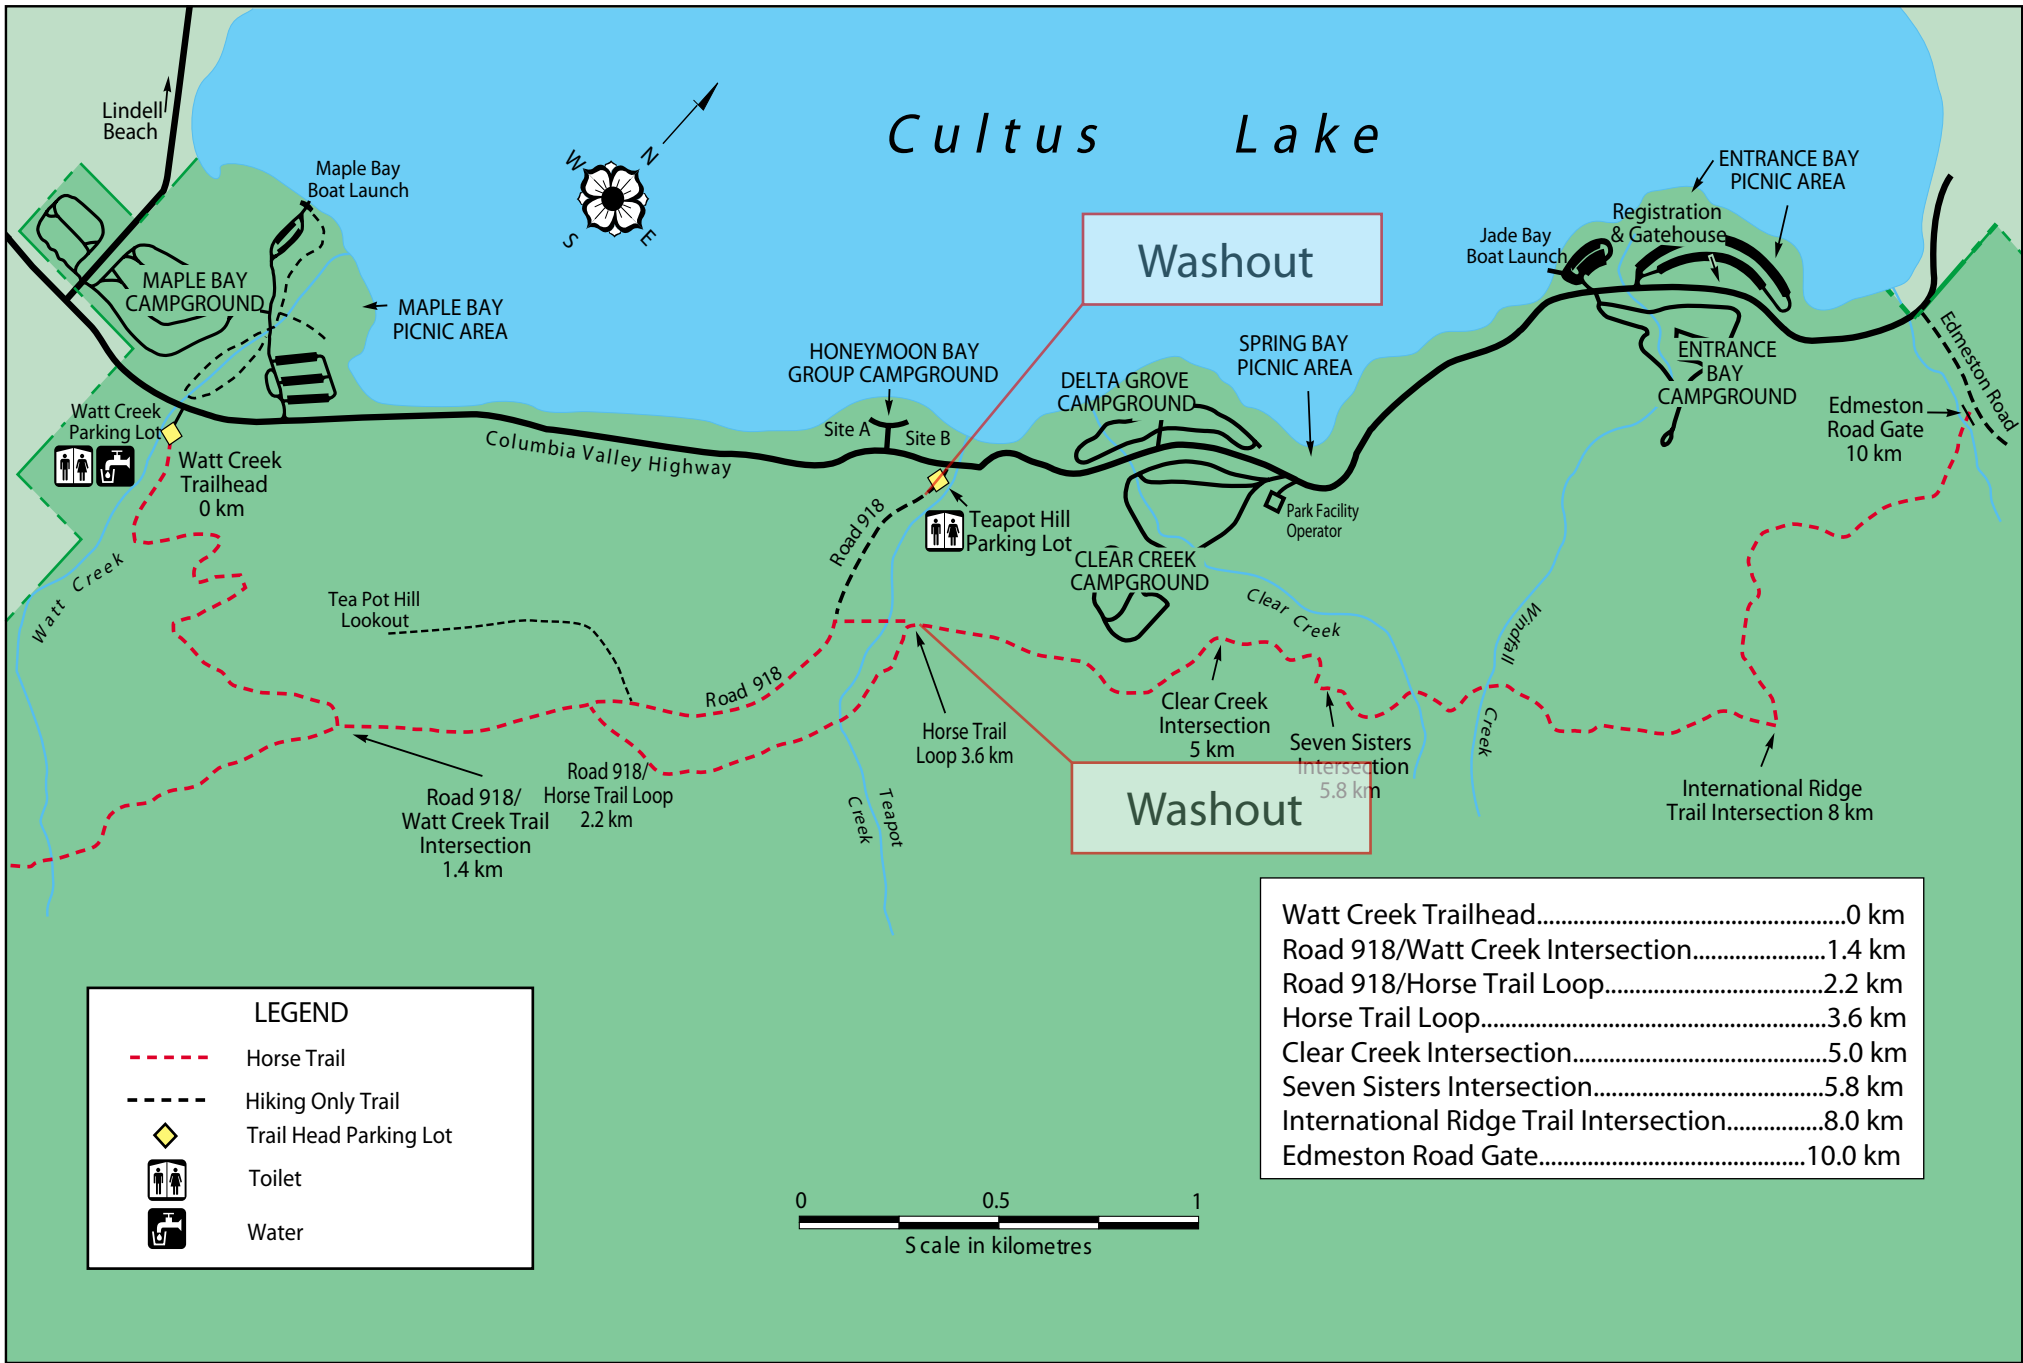 Lindell
Beach
Maple Bay
Boat Launch
W
N
S
E
Cultus Lake
Washout
ENTRANCE BAY
PICNIC AREA
Registration
& Gatehouse
Jade Bay
Boat Launch
MAPLE BAY
CAMPGROUND
MAPLE BAY
PICNIC AREA
HONEYMOON BAY
GROUP CAMPGROUND
Site A
Site B
DELTA GROVE
CAMPGROUND
SPRING BAY
PICNIC AREA
ENTRANCE
BAY
CAMPGROUND
Edmeston Road
Edmeston
Road Gate
10 km
Watt Creek
Parking Lot
Watt Creek
Trailhead
0 km
Columbia Valley Highway
Road 918
Teapot Hill
Parking Lot
Park Facility
Operator
CLEAR CREEK
CAMPGROUND
Watt Creek
Tea Pot Hill
Lookout
Clear Creek
Windfall
Creek
Road 918
Horse Trail
Loop 3.6 km
Clear Creek
Intersection
5 km
Seven Sisters
Intersection
5.8 km
Washout
International Ridge
Trail Intersection 8 km
Road 918/
Watt Creek Trail
Intersection
1.4 km
Road 918/
Horse Trail Loop
2.2 km
Teapot
Creek
Watt Creek Trailhead....................................................0 km
Road 918/Watt Creek Intersection......................1.4 km
Road 918/Horse Trail Loop.....................................2.2 km
Horse Trail Loop..........................................................3.6 km
Clear Creek Intersection...........................................5.0 km
Seven Sisters Intersection.......................................5.8 km
International Ridge Trail Intersection................8.0 km
Edmeston Road Gate.............................................10.0 km
LEGEND
Horse Trail
Hiking Only Trail
Trail Head Parking Lot
Toilet
Water
0 0.5 1
Scale in kilometres